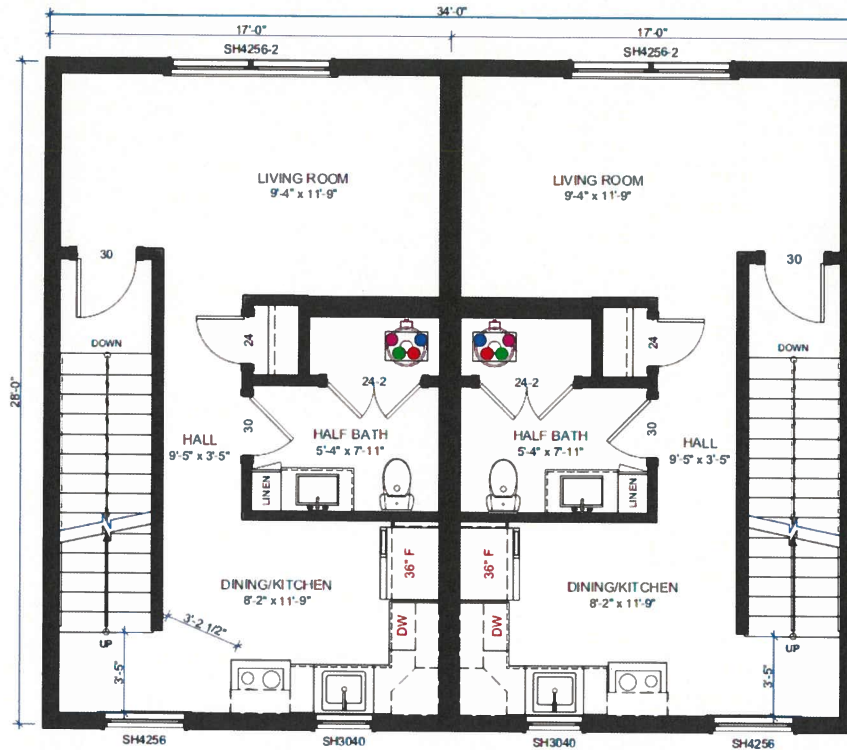 34'-0"
17'-0"
17'-0"
SH4256-2
SH4256-2
28'-0"
LIVING ROOM
9'-4" x 11'-9"
LIVING ROOM
9'-4" x 11'-9"
30
30
DOWN
DOWN
24
24
24-2
24-2
30
30
HALL
9'-5" x 3'-5"
HALF BATH
5'-4" x 7'-11"
HALF BATH
5'-4" x 7'-11"
HALL
9'-5" x 3'-5"
LINEN
LINEN
36" F
36" F
DINING/KITCHEN
8'-2" x 11'-9"
DINING/KITCHEN
8'-2" x 11'-9"
DW
DW
3'-2 1/2"
UP
UP
3'-5"
3'-5"
SH4256
SH3040
SH3040
SH4256